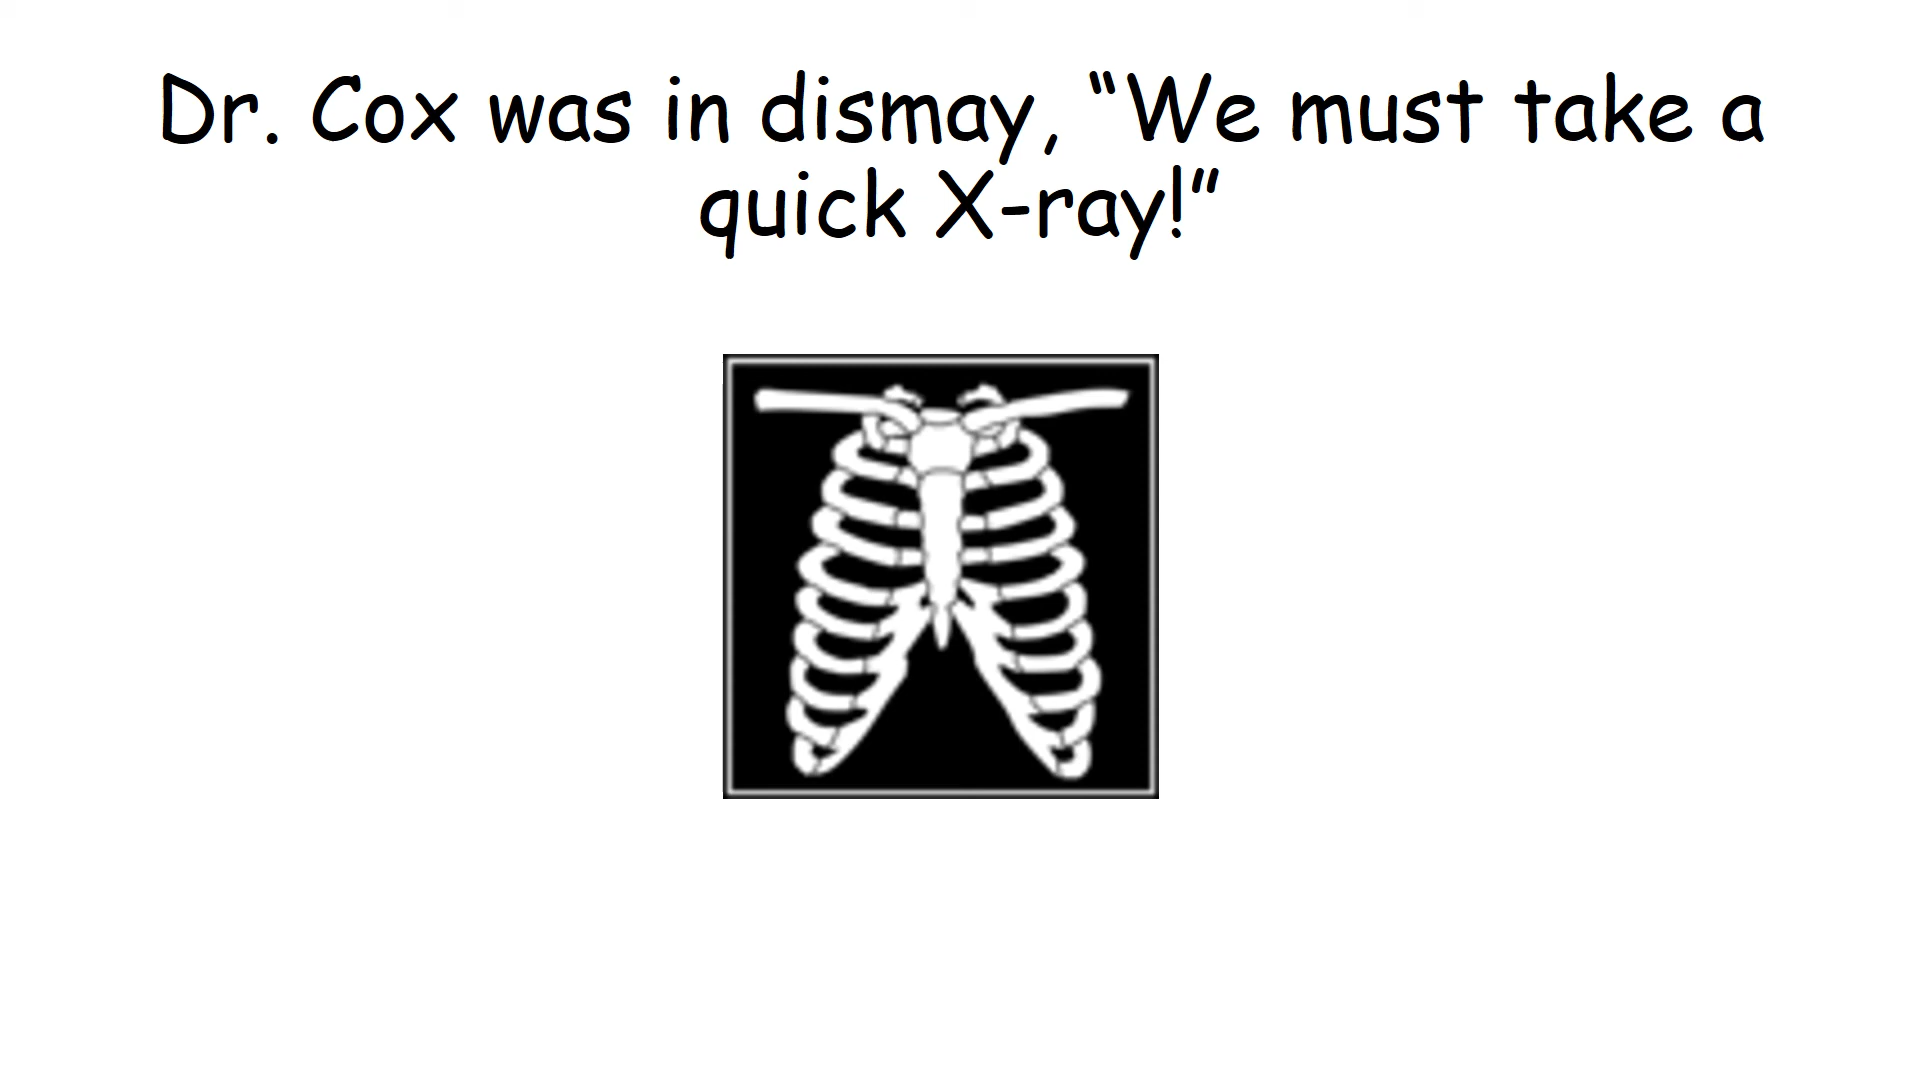 Dr. Cox was in dismay, “We must take a
quick X-ray!”